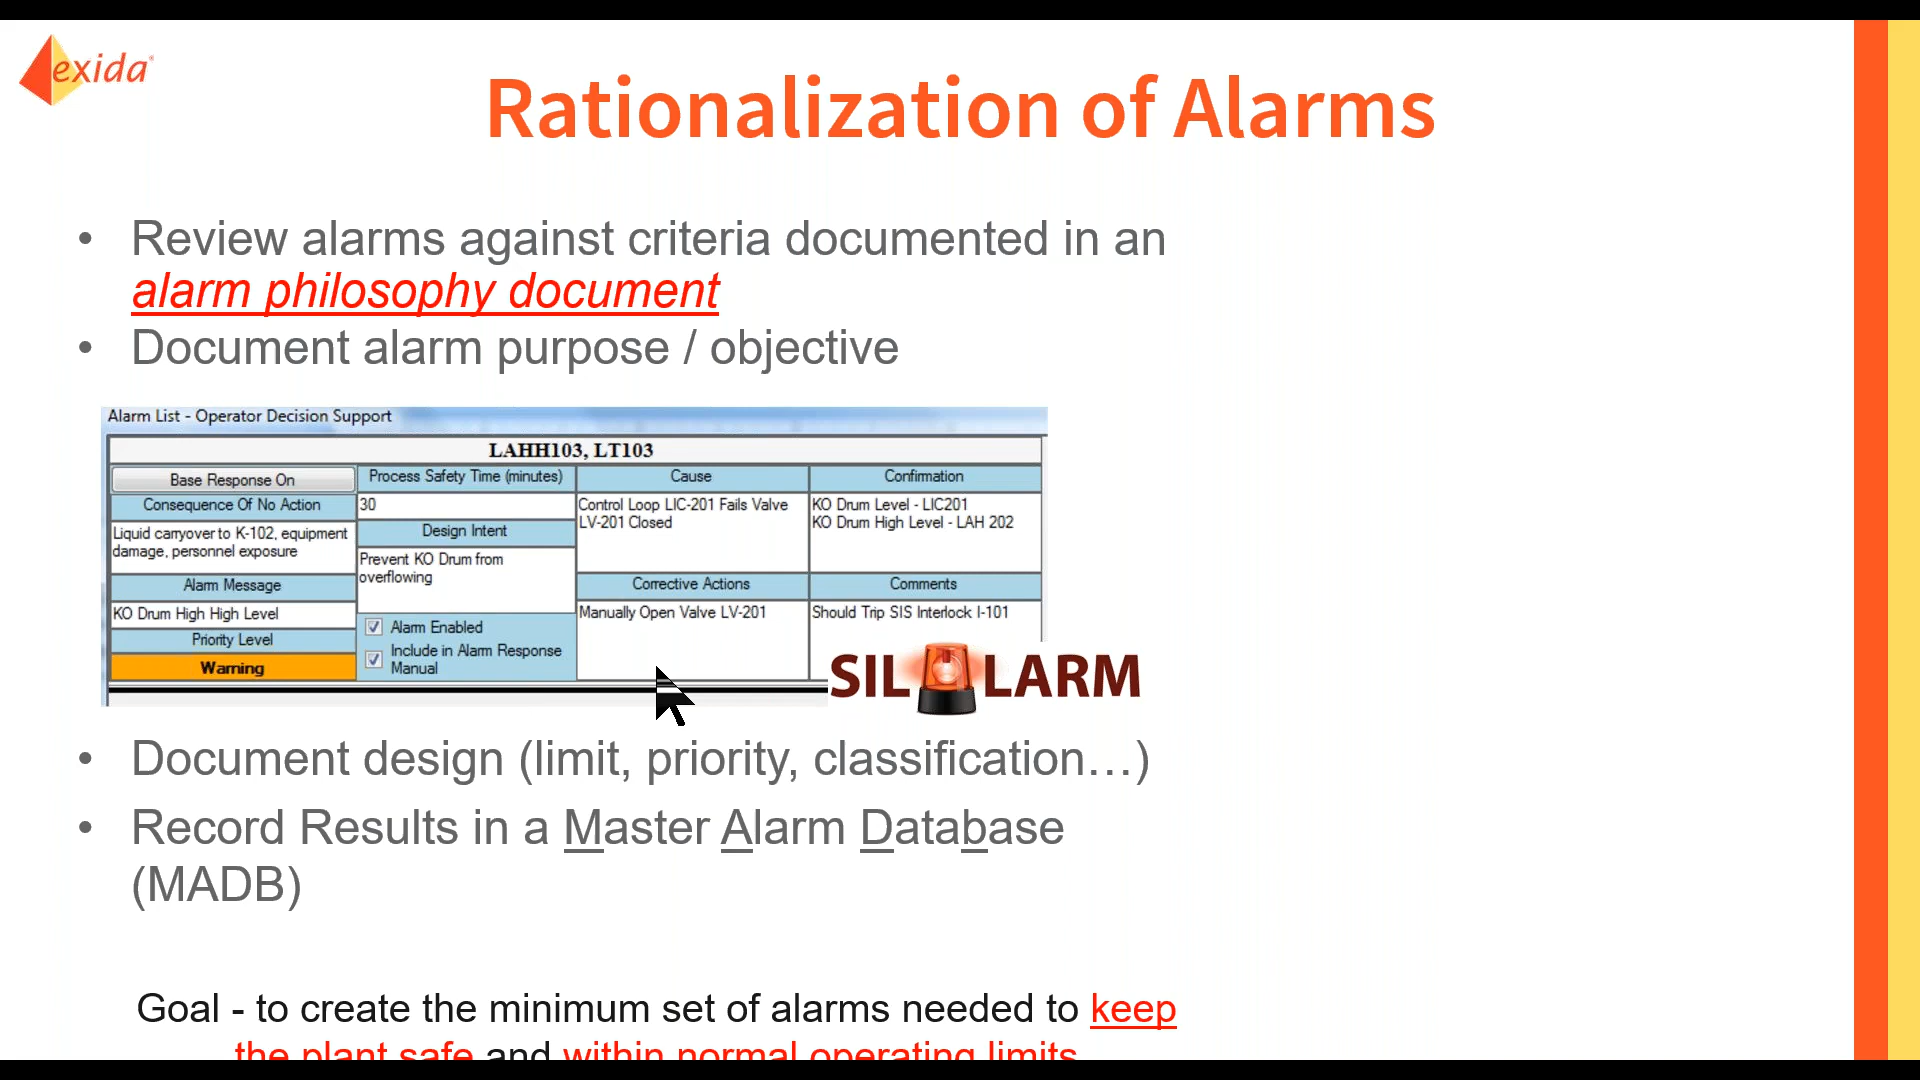 exida
Rationalization of Alarms
• Review alarms against criteria documented in an
alarm philosophy document
• Document alarm purpose / objective
Alarm List - Operator Decision Support
LAHH103, LT103
Base Response On
Consequence Of No Action
Liquid carryover to K-102, equipment
damage, personnel exposure
Alarm Message
KO Drum High High Level
Priority Level
Warning
Process Safety Time (minutes)
30
Design Intent
Prevent KO Drum from
overflowing
Alarm Enabled
Include in Alarm Response
Manual
Cause
Control Loop LIC-201 Fails Valve
LV-201 Closed
Corrective Actions
Manually Open Valve LV-201
Confirmation
KO Drum Level - LIC201
KO Drum High Level - LAH 202
Comments
Should Trip SIS Interlock I-101
SIL LARM
• Document design (limit, priority, classification…)
• Record Results in a Master Alarm Database
(MADB)
Goal - to create the minimum set of alarms needed to keep
the plant safe and within normal operating limits